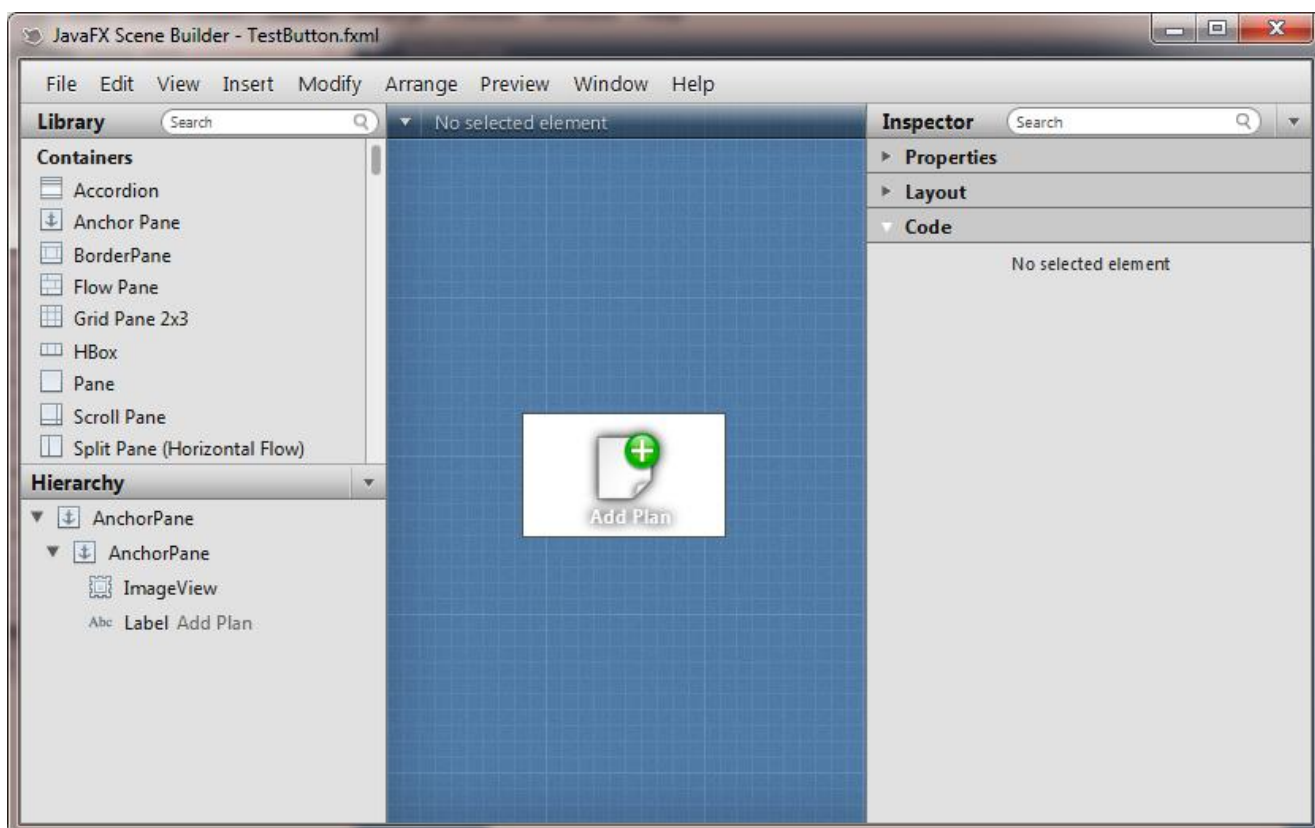 JavaFX Scene Builder - TestButton.fxml
File Edit View Insert Modify Arrange Preview Window Help
Library Search
Containers
Accordion
Anchor Pane
BorderPane
Flow Pane
Grid Pane 2x3
HBox
Pane
Scroll Pane
Split Pane (Horizontal Flow)
Hierarchy
AnchorPane
AnchorPane
ImageView
Abc Label Add Plan
No selected element
Add Plan
Inspector Search
Properties
Layout
Code
No selected element